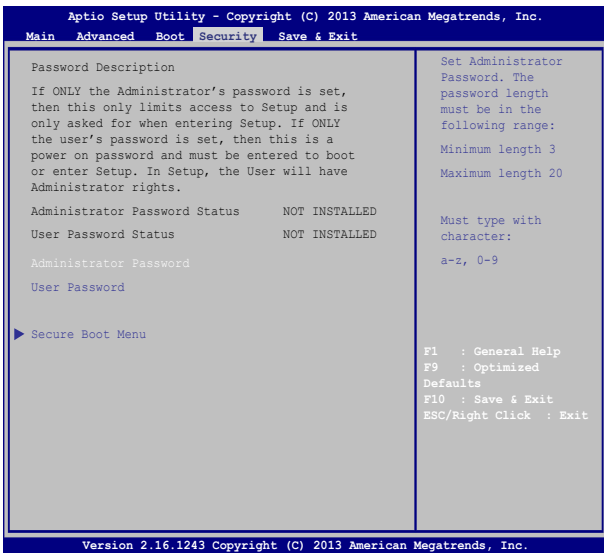 Aptio Setup Utility - Copyright (C) 2013 American Megatrends, Inc.
Main Advanced Boot Security Save & Exit
Password Description
If ONLY the Administrator's password is set,
then this only limits access to Setup and is
only asked for when entering Setup. If ONLY
the user's password is set, then this is a
power on password and must be entered to boot
or enter Setup. In Setup, the User will have
Administrator rights.
Administrator Password Status NOT INSTALLED
User Password Status NOT INSTALLED
Administrator Password
User Password
Secure Boot Menu
Set Administrator
Password. The
password length
must be in the
following range:
Minimum length 3
Maximum length 20
Must type with
character:
a-z, 0-9
F1 : General Help
F9 : Optimized
Defaults
F10 : Save & Exit
ESC/Right Click : Exit
Version 2.16.1243 Copyright (C) 2013 American Megatrends, Inc.